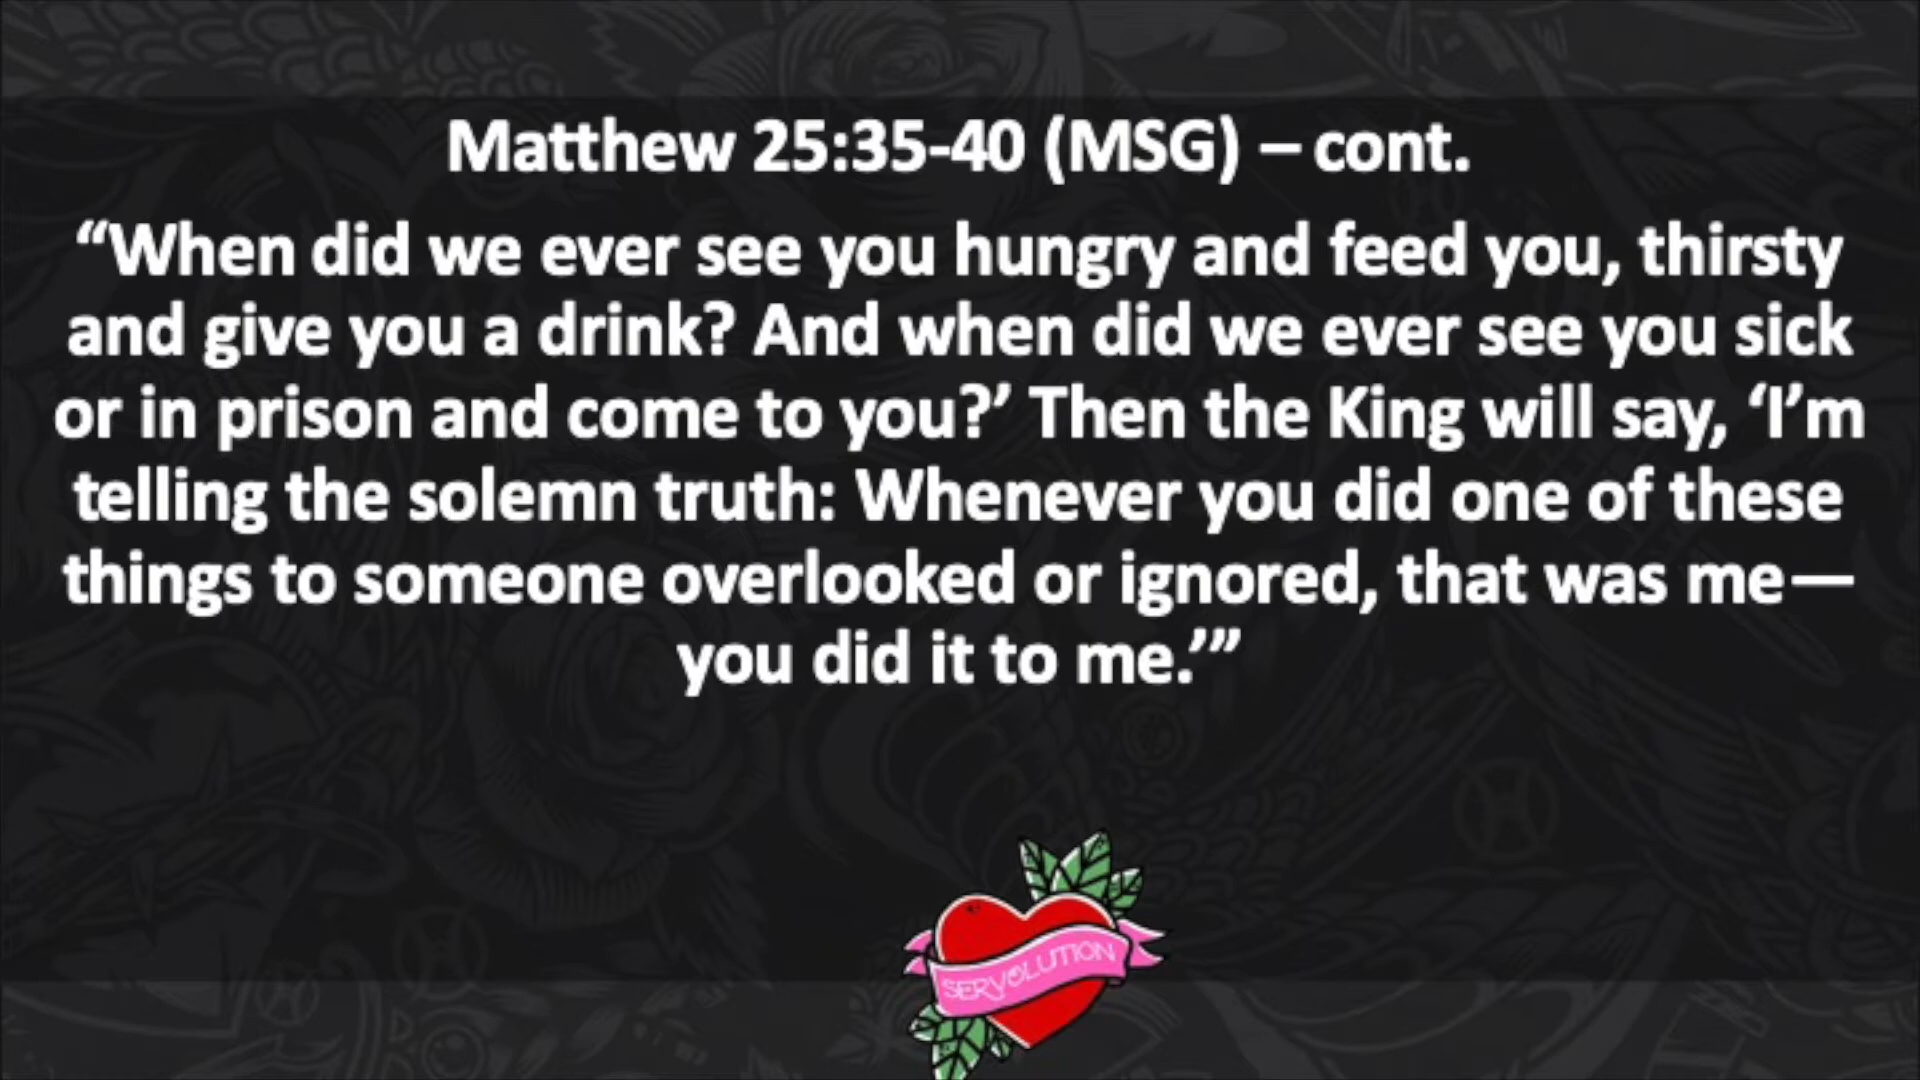 Matthew 25:35-40 (MSG) – cont.
“When did we ever see you hungry and feed you, thirsty
and give you a drink? And when did we ever see you sick
or in prison and come to you?’ Then the King will say, ‘I’m
telling the solemn truth: Whenever you did one of these
things to someone overlooked or ignored, that was me—
you did it to me.’”
SERVOLUTION